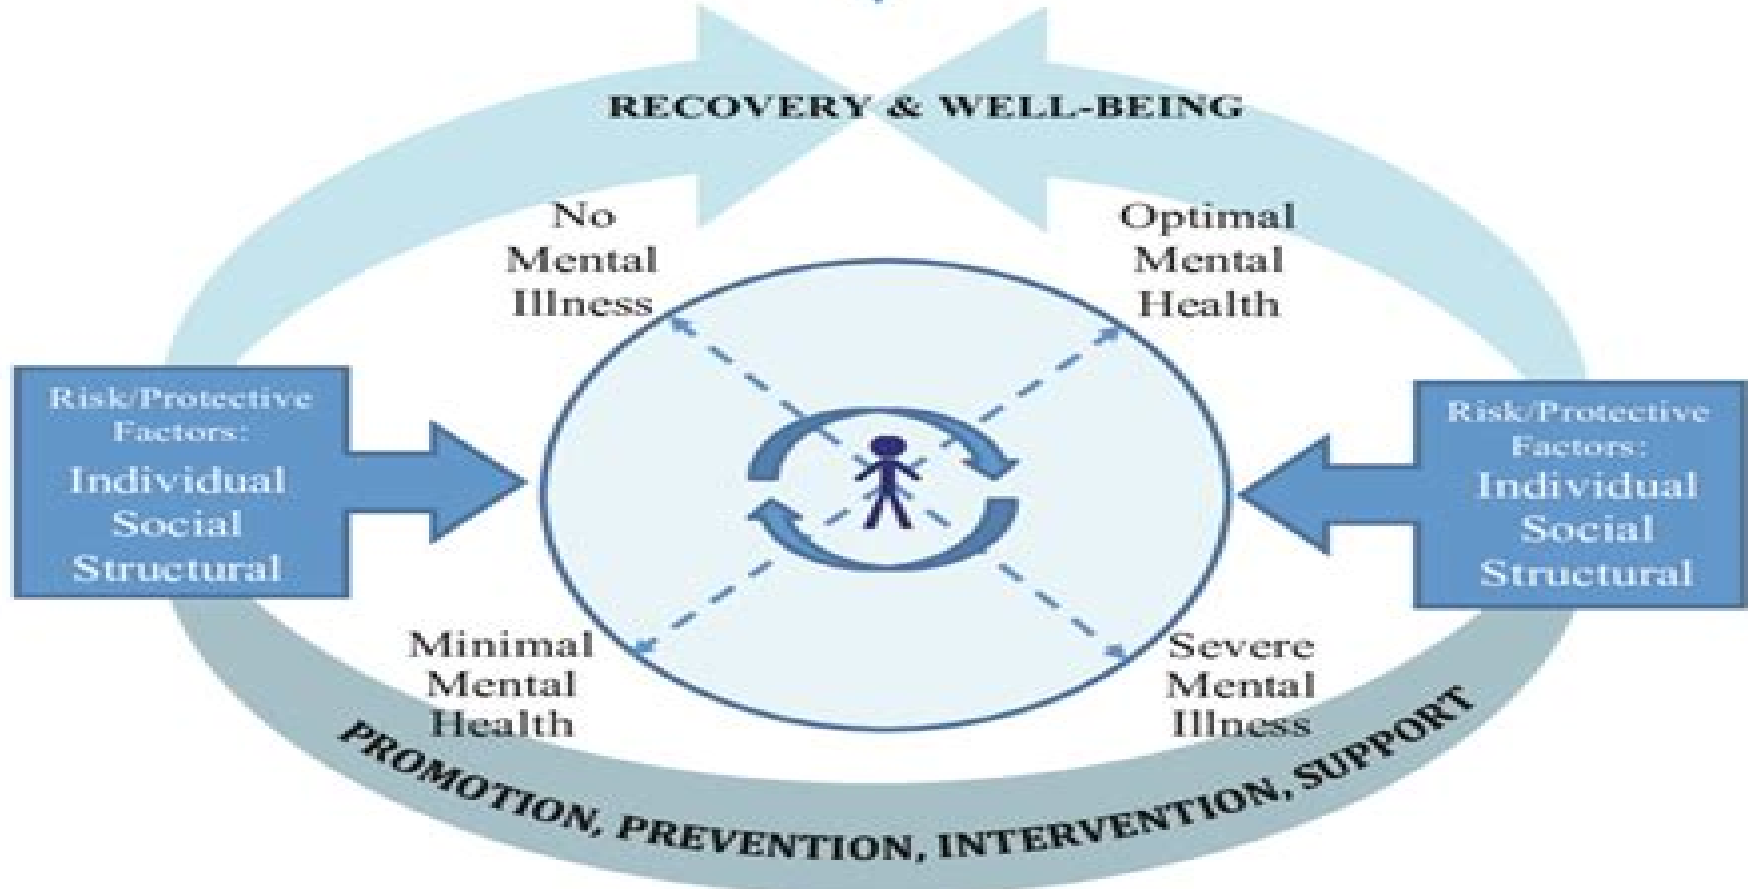 RECOVERY & WELL-BEING
No
Mental
Illness
Optimal
Mental
Health
Risk/Protective
Factors:
Individual
Social
Structural
Risk/Protective
Factors:
Individual
Social
Structural
Minimal
Mental
Health
Severe
Mental
Illness
PROMOTION, PREVENTION, INTERVENTION, SUPPORT